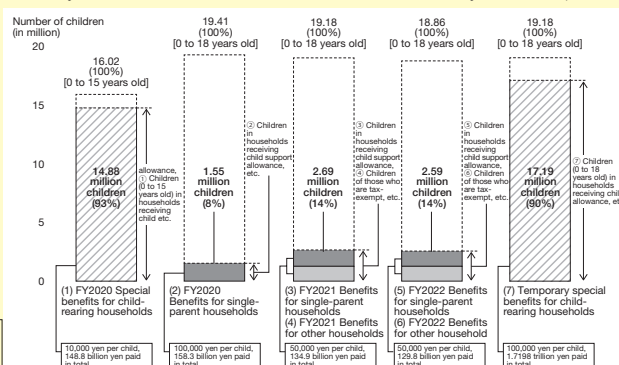 Number of children
(in million)
20
15
10
5
0
16.02
(100%)
[0 to 15 years old]
14.88
million
children
(93%)
allowance,
① Children
(0 to 15
years old) in
households
receiving
child etc.
(1) FY2020 Special
benefits for child-
rearing households
10,000 yen per child,
148.8 billion yen paid
in total
19.41
(100%)
[0 to 18 years old]
1.55
million
children
(8%)
② Children
in
households
receiving
child support
allowance,
etc.
(2) FY2020
Benefits for single-
parent households
100,000 yen per child,
158.3 billion yen paid
in total
19.18
(100%)
[0 to 18 years old]
2.69
million
children
(14%)
③ Children
in
households
receiving
child support
allowance,
④ Children
of those who
are tax-
exempt, etc.
(3) FY2021 Benefits
for single-parent
households
(4) FY2021 Benefits
for other households
50,000 yen per child,
134.9 billion yen paid
in total
18.86
(100%)
[0 to 18 years old]
2.59
million
children
(14%)
⑤ Children
in
households
receiving
child support
allowance
⑥ Children
of those who
are tax-
exempt, etc.
(5) FY2022 Benefits
for single-parent
households
(6) FY2022 Benefits
for other household
50,000 yen per child,
129.8 billion yen paid
in total
19.18
(100%)
[0 to 18 years old]
17.19
million
children
(90%)
⑦ Children
(0 to 18
years old) in
households
receiving chil
allowance, et
(7) Temporary special
benefits for child-
rearing households
100,000 yen per child,
1.7198 trillion yen paid
in total